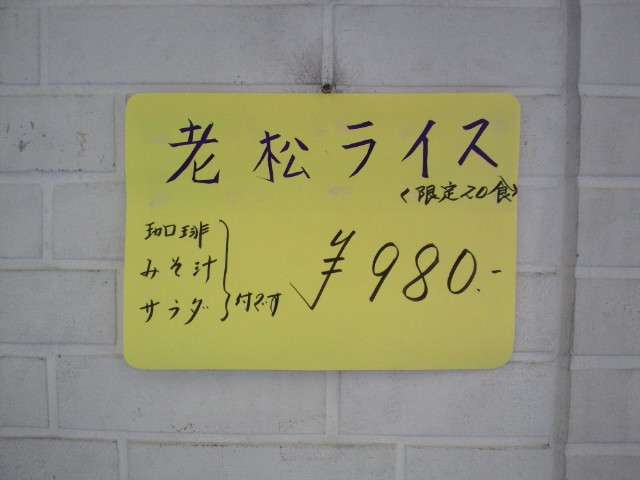 老松ライス
〈限定20食〉
珈琲
みそ汁
サラダ
付です
¥980.-